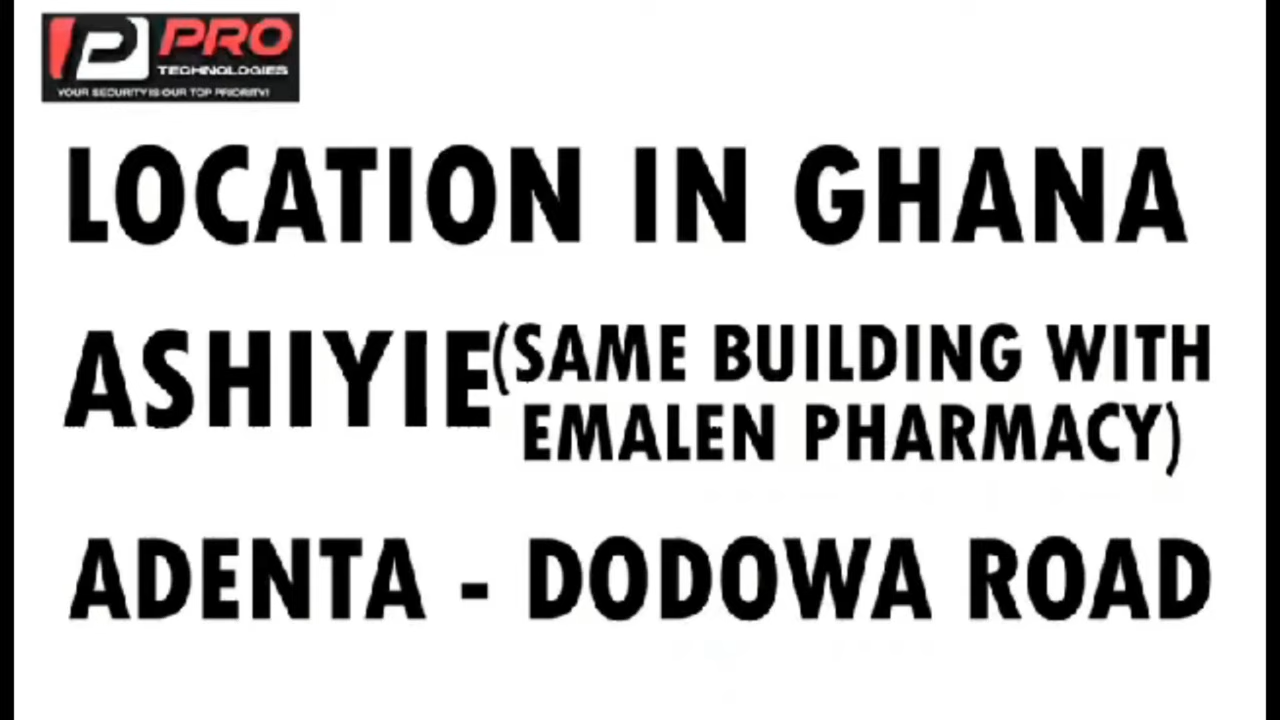 PRO
TECHNOLOGIES
YOUR SECURITY IS OUR TOP PRIORITY!
LOCATION IN GHANA
ASHIYIE (SAME BUILDING WITH
EMALEN PHARMACY)
ADENTA - DODOWA ROAD